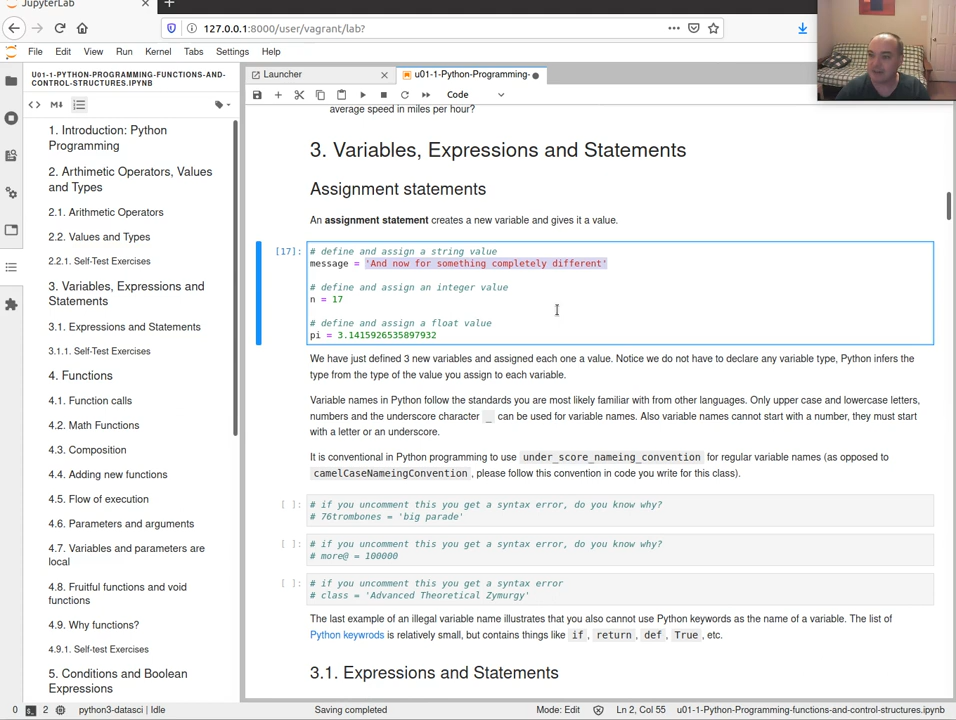 JupyterLab
127.0.0.1:8000/user/vagrant/lab?
File Edit View Run Kernel Tabs Settings Help
U01-1-PYTHON-PROGRAMMING-FUNCTIONS-AND-
CONTROL-STRUCTURES.IPYNB
1. Introduction: Python
Programming
2. Arthimetic Operators, Values
and Types
2.1. Arithmetic Operators
2.2. Values and Types
2.2.1. Self-Test Exercises
3. Variables, Expressions and
Statements
3.1. Expressions and Statements
3.1.1. Self-Test Exercises
4. Functions
4.1. Function calls
4.2. Math Functions
4.3. Composition
4.4. Adding new functions
4.5. Flow of execution
4.6. Parameters and arguments
4.7. Variables and parameters are
local
4.8. Fruitful functions and void
functions
4.9. Why functions?
4.9.1. Self-test Exercises
5. Conditions and Boolean
Expressions
Launcher
u01-1-Python-Programming-
Code
average speed in miles per hour?
3. Variables, Expressions and Statements
Assignment statements
An assignment statement creates a new variable and gives it a value.
[17]: # define and assign a string value
message = 'And now for something completely different'
# define and assign an integer value
n = 17
# define and assign a float value
pi = 3.1415926535897932
We have just defined 3 new variables and assigned each one a value. Notice we do not have to declare any variable type, Python infers the
type from the type of the value you assign to each variable.
Variable names in Python follow the standards you are most likely familiar with from other languages. Only upper case and lowercase letters,
numbers and the underscore character _ can be used for variable names. Also variable names cannot start with a number, they must start
with a letter or an underscore.
It is conventional in Python programming to use under_score_nameing_convention for regular variable names (as opposed to
camelCaseNameingConvention , please follow this convention in code you write for this class).
[ ]: # if you uncomment this you get a syntax error, do you know why?
# 76trombones = 'big parade'
[ ]: # if you uncomment this you get a syntax error, do you know why?
# more@ = 100000
[ ]: # if you uncomment this you get a syntax error
# class = 'Advanced Theoretical Zymurgy'
The last example of an illegal variable name illustrates that you also cannot use Python keywords as the name of a variable. The list of
Python keywrods is relatively small, but contains things like if , return , def , True , etc.
3.1. Expressions and Statements
0 2 python3-datasci | Idle Saving completed Mode: Edit Ln 2, Col 55 u01-1-Python-Programming-functions-and-control-structures.ipynb